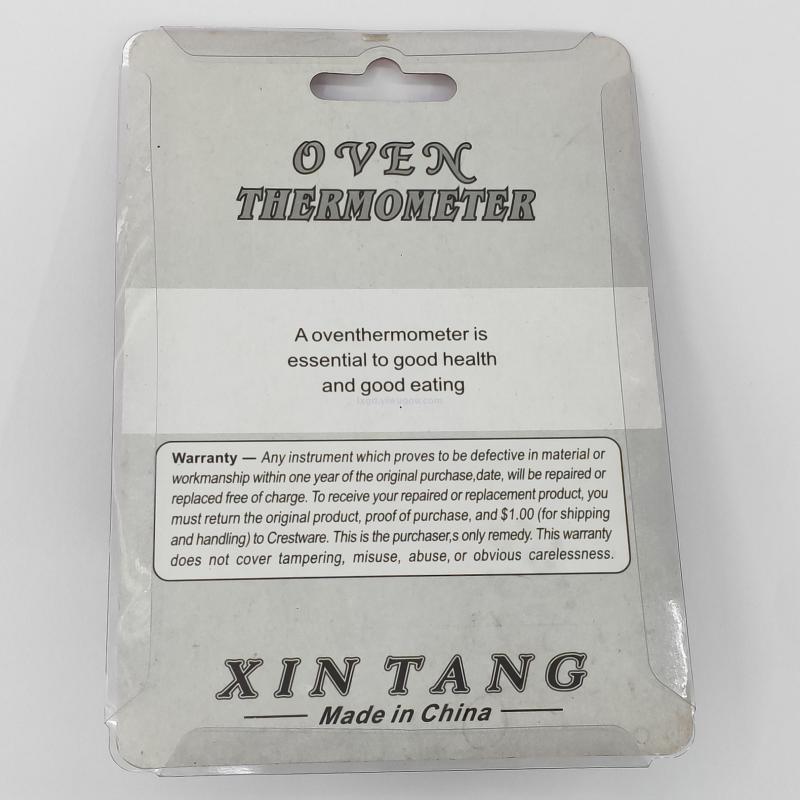 OVEN
THERMOMETER
A oventhermometer is
essential to good health
and good eating
Warranty — Any instrument which proves to be defective in material or
workmanship within one year of the original purchase,date, will be repaired or
replaced free of charge. To receive your repaired or replacement product, you
must return the original product, proof of purchase, and $1.00 (for shipping
and handling) to Crestware. This is the purchaser,s only remedy. This warranty
does not cover tampering, misuse, abuse, or obvious carelessness.
XIN TANG
Made in China